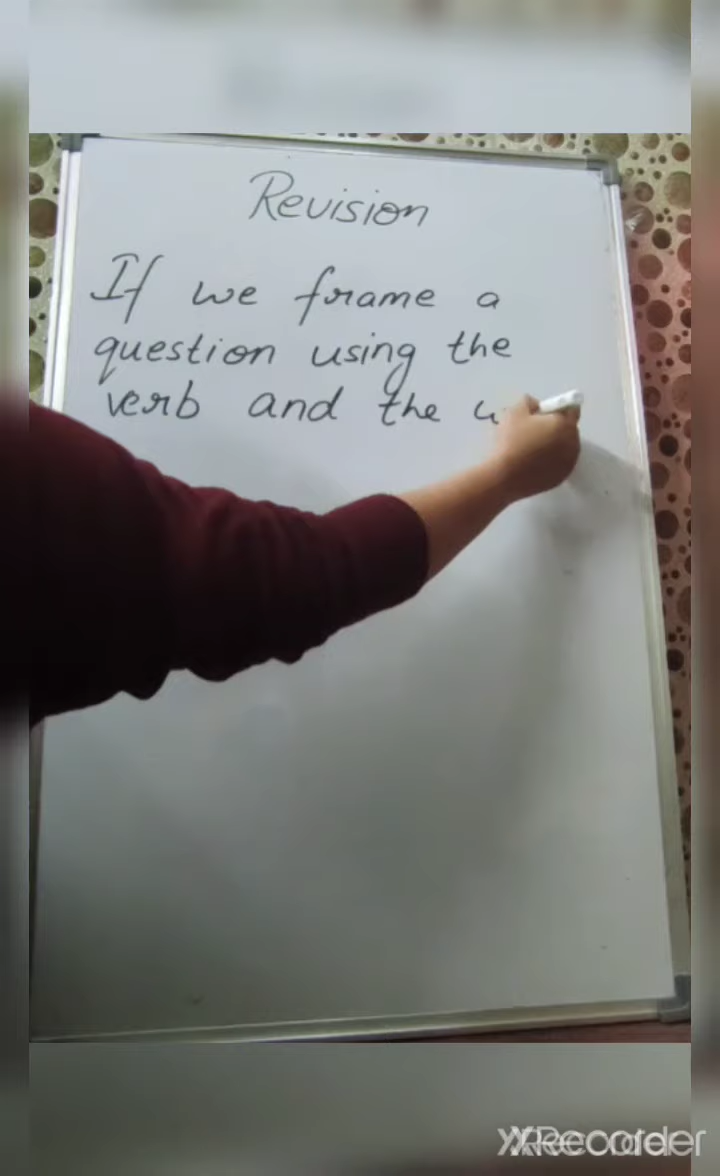 Revision
If we frame a
question using the
verb and the
XRecorder